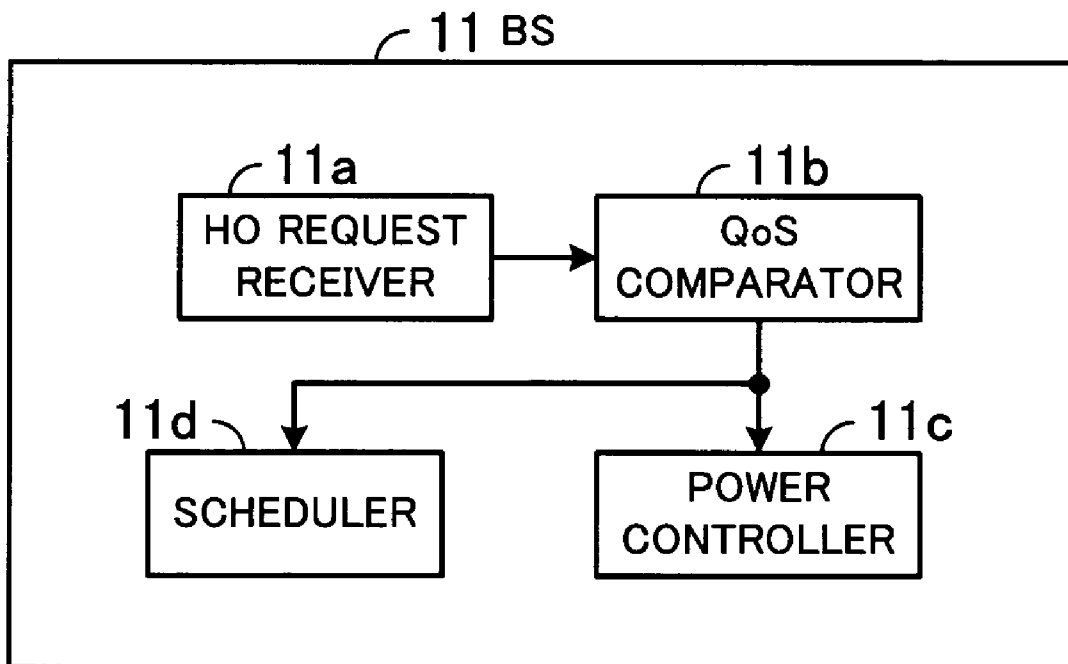 11 BS
11a
HO REQUEST
RECEIVER
11b
QoS
COMPARATOR
11d
SCHEDULER
11c
POWER
CONTROLLER